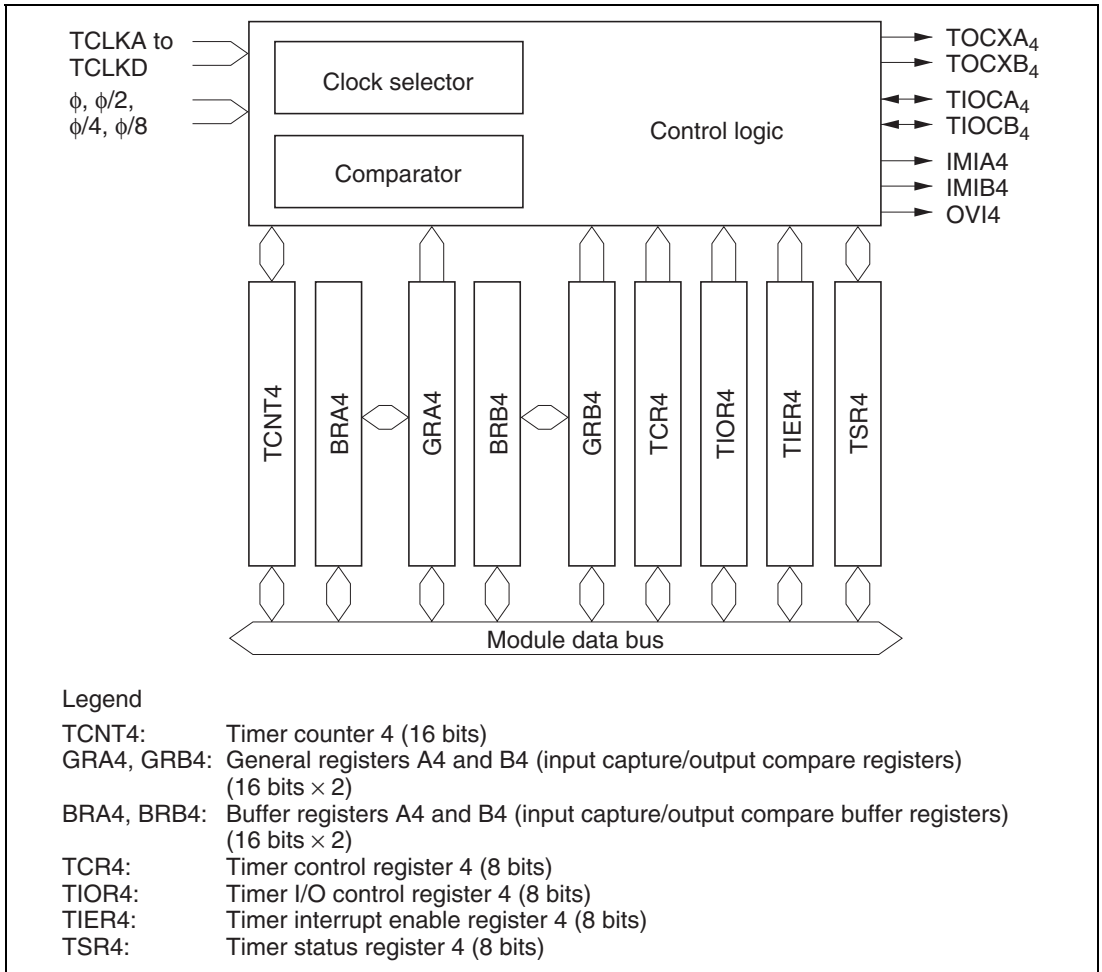 TCLKA to
TCLKD
ϕ, ϕ/2,
ϕ/4, ϕ/8
Clock selector
Comparator
Control logic
TOCXA4
TOCXB4
TIOCA4
TIOCB4
IMIA4
IMIB4
OVI4
TCNT4
BRA4
GRA4
BRB4
GRB4
TCR4
TIOR4
TIER4
TSR4
Module data bus
Legend
TCNT4: Timer counter 4 (16 bits)
GRA4, GRB4: General registers A4 and B4 (input capture/output compare registers)
(16 bits × 2)
BRA4, BRB4: Buffer registers A4 and B4 (input capture/output compare buffer registers)
(16 bits × 2)
TCR4: Timer control register 4 (8 bits)
TIOR4: Timer I/O control register 4 (8 bits)
TIER4: Timer interrupt enable register 4 (8 bits)
TSR4: Timer status register 4 (8 bits)